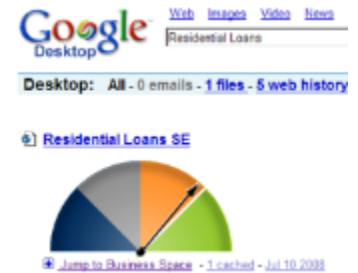 Web Images Video News
Google
Desktop
Residential Loans
Desktop: All - 0 emails - 1 files - 5 web history
Residential Loans SE
Jump to Business Space - 1 cached - Jul 10 2008